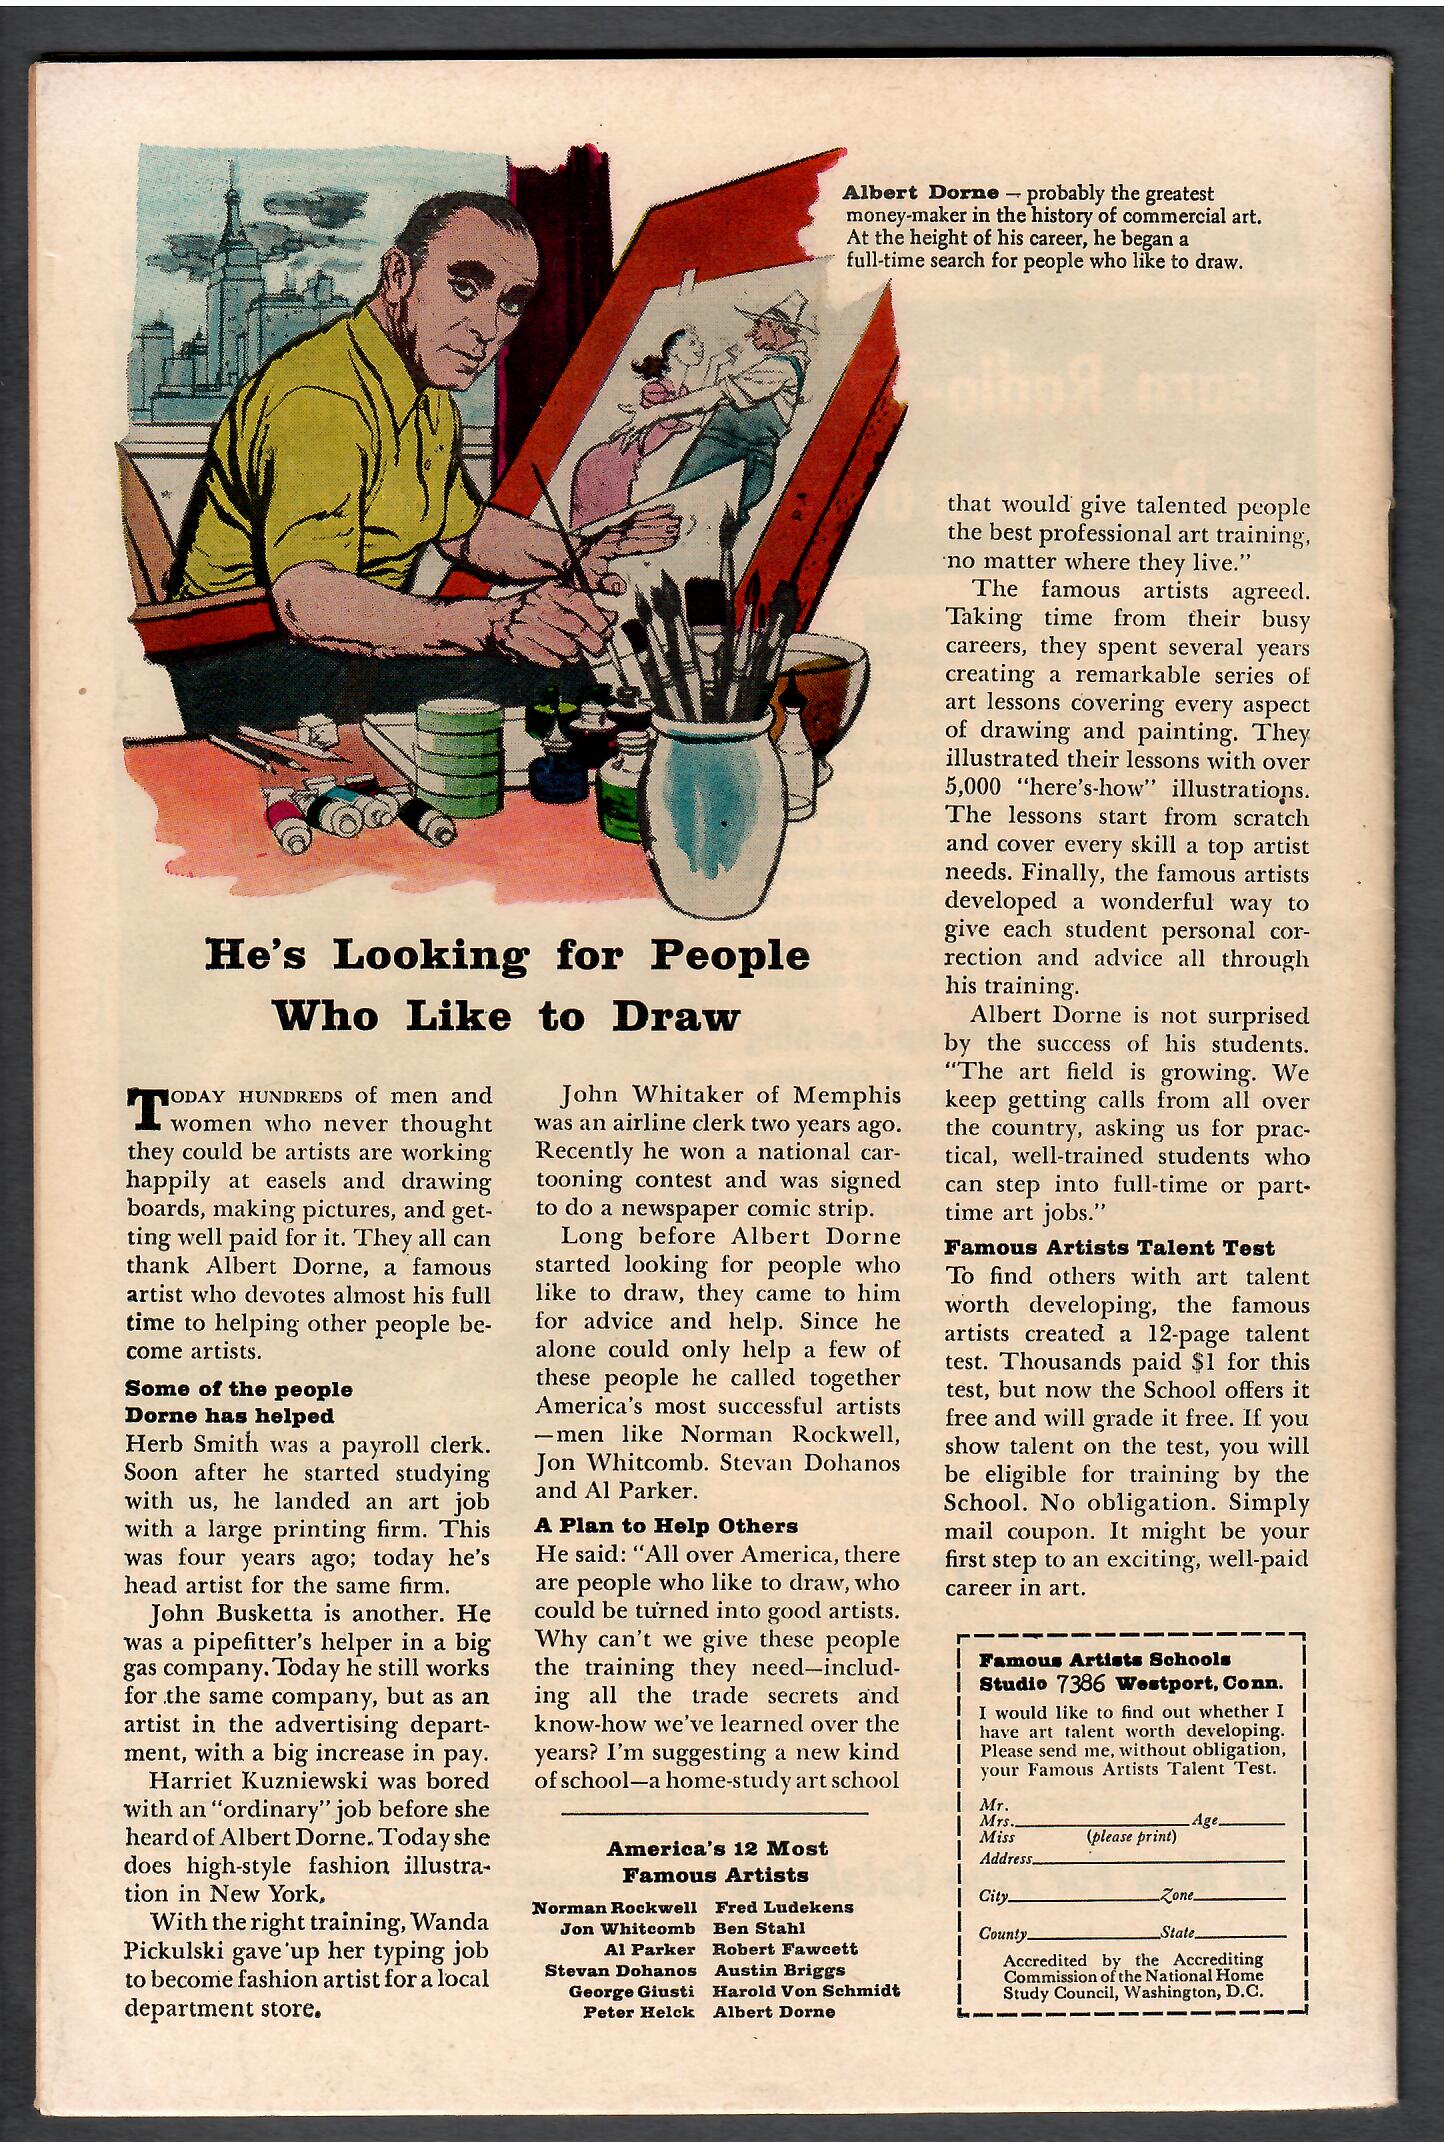 Albert Dorne — probably the greatest
money-maker in the history of commercial art.
At the height of his career, he began a
full-time search for people who like to draw.
He's Looking for People
Who Like to Draw
TODAY HUNDREDS of men and
women who never thought
they could be artists are working
happily at easels and drawing
boards, making pictures, and get-
ting well paid for it. They all can
thank Albert Dorne, a famous
artist who devotes almost his full
time to helping other people be-
come artists.
Some of the people
Dorne has helped
Herb Smith was a payroll clerk.
Soon after he started studying
with us, he landed an art job
with a large printing firm. This
was four years ago; today he's
head artist for the same firm.
John Busketta is another. He
was a pipefitter's helper in a big
gas company. Today he still works
for the same company, but as an
artist in the advertising depart-
ment, with a big increase in pay.
Harriet Kuzniewski was bored
with an "ordinary" job before she
heard of Albert Dorne. Today she
does high-style fashion illustra-
tion in New York.
With the right training, Wanda
Pickulski gave up her typing job
to become fashion artist for a local
department store.
John Whitaker of Memphis
was an airline clerk two years ago.
Recently he won a national car-
tooning contest and was signed
to do a newspaper comic strip.
Long before Albert Dorne
started looking for people who
like to draw, they came to him
for advice and help. Since he
alone could only help a few of
these people he called together
America's most successful artists
—men like Norman Rockwell,
Jon Whitcomb. Stevan Dohanos
and Al Parker.
A Plan to Help Others
He said: "All over America, there
are people who like to draw, who
could be turned into good artists.
Why can't we give these people
the training they need—includ-
ing all the trade secrets and
know-how we've learned over the
years? I'm suggesting a new kind
of school—a home-study art school
America's 12 Most
Famous Artists
Norman Rockwell Fred Ludekens
Jon Whitcomb Ben Stahl
Al Parker Robert Fawcett
Stevan Dohanos Austin Briggs
George Giusti Harold Von Schmidt
Peter Helck Albert Dorne
that would give talented people
the best professional art training,
no matter where they live."
The famous artists agreed.
Taking time from their busy
careers, they spent several years
creating a remarkable series of
art lessons covering every aspect
of drawing and painting. They
illustrated their lessons with over
5,000 "here's-how" illustrations.
The lessons start from scratch
and cover every skill a top artist
needs. Finally, the famous artists
developed a wonderful way to
give each student personal cor-
rection and advice all through
his training.
Albert Dorne is not surprised
by the success of his students.
"The art field is growing. We
keep getting calls from all over
the country, asking us for prac-
tical, well-trained students who
can step into full-time or part-
time art jobs."
Famous Artists Talent Test
To find others with art talent
worth developing, the famous
artists created a 12-page talent
test. Thousands paid $1 for this
test, but now the School offers it
free and will grade it free. If you
show talent on the test, you will
be eligible for training by the
School. No obligation. Simply
mail coupon. It might be your
first step to an exciting, well-paid
career in art.
Famous Artists Schools
Studio 7386 Westport, Conn.
I would like to find out whether I
have art talent worth developing.
Please send me, without obligation,
your Famous Artists Talent Test.
Mr.
Mrs. Age
Miss (please print)
Address
City Zone
County State
Accredited by the Accrediting
Commission of the National Home
Study Council, Washington, D.C.